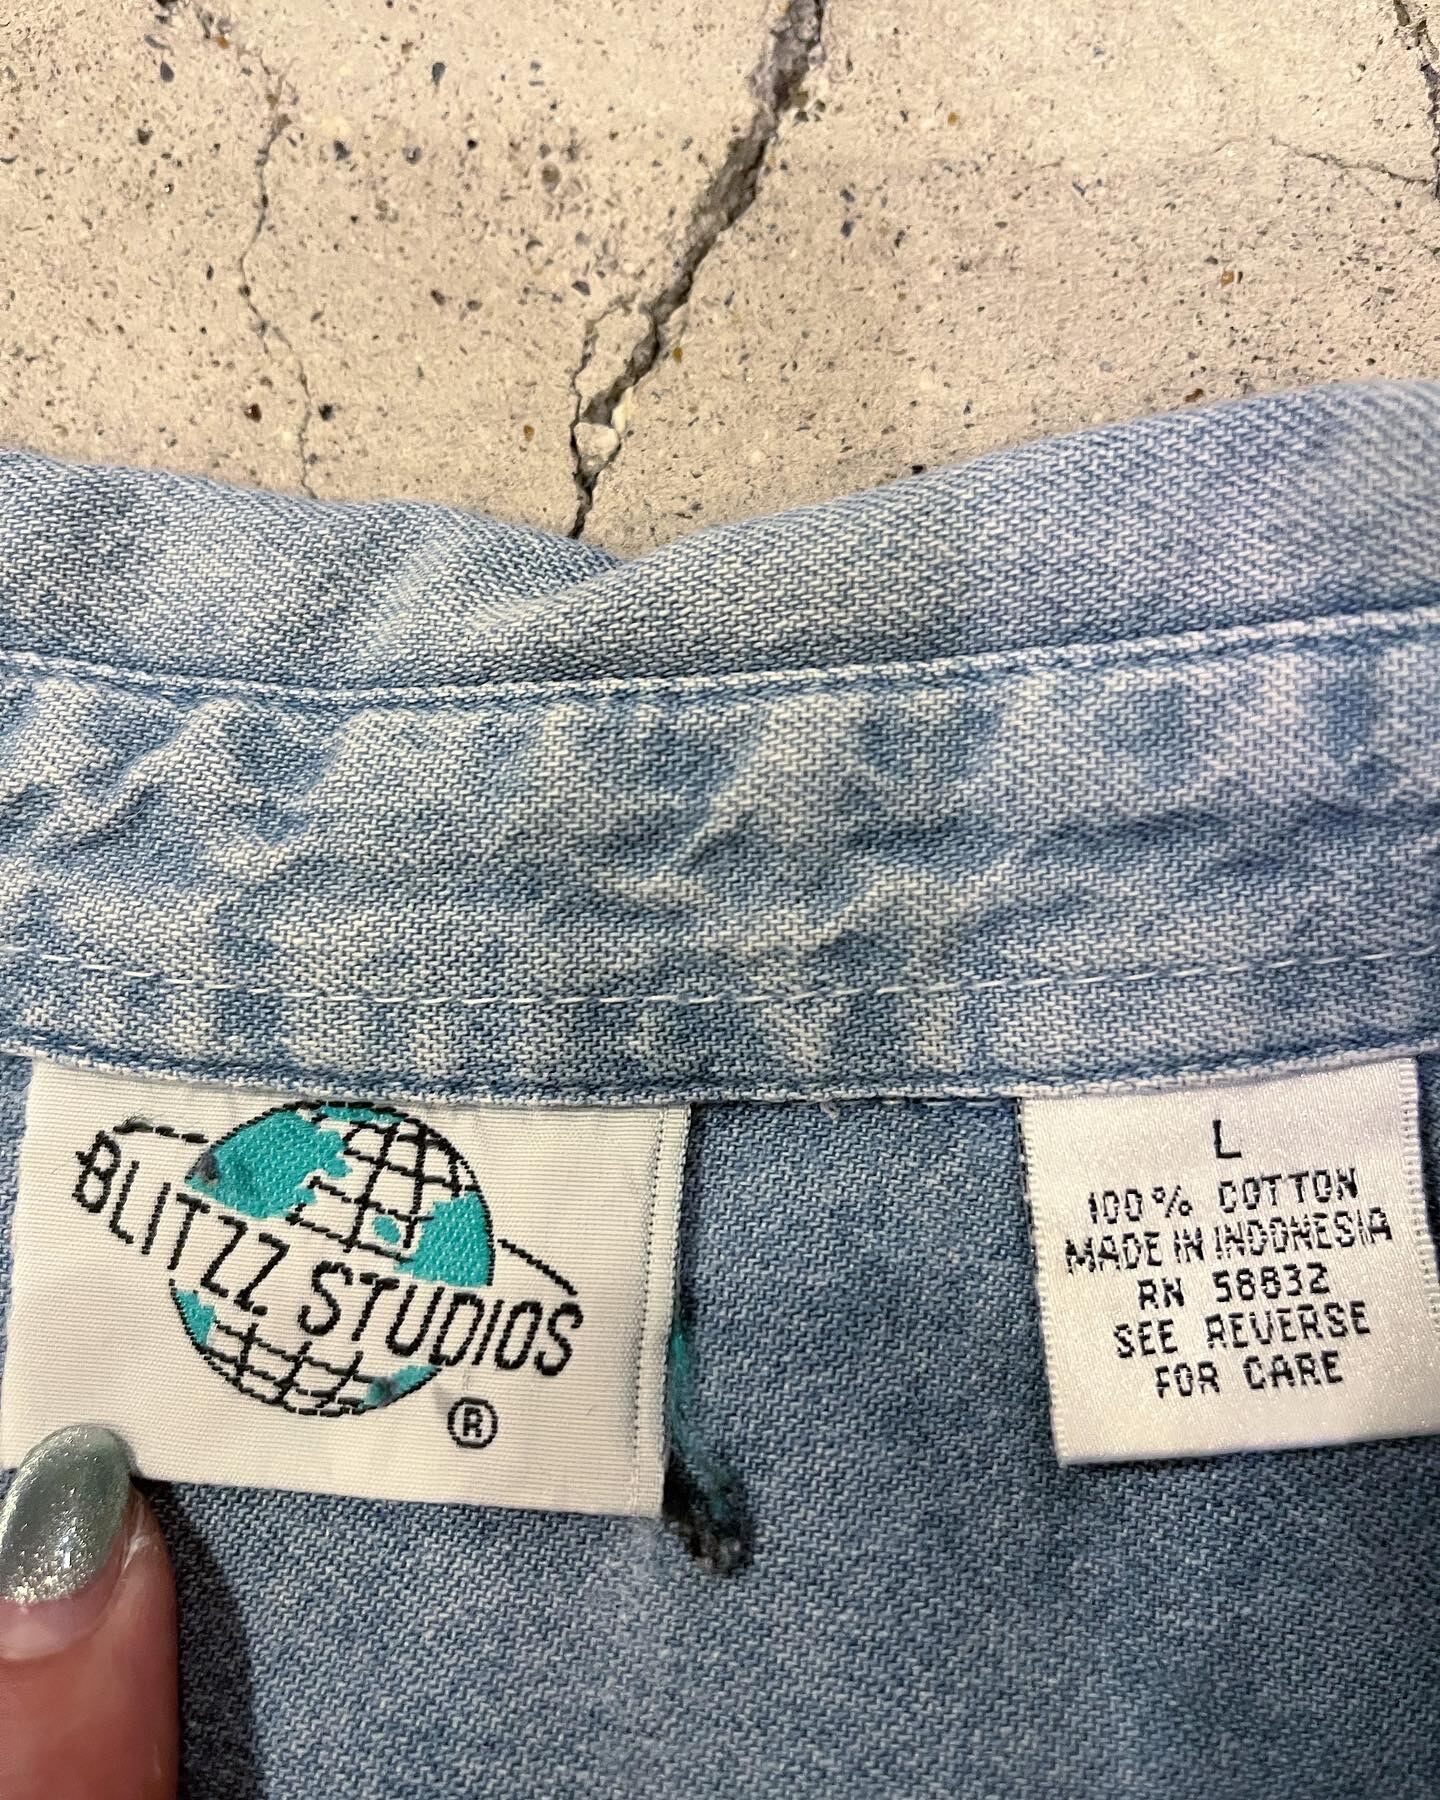 BLITZZ STUDIOS
®
L
100% COTTON
MADE IN INDONESIA
RN 58832
SEE REVERSE
FOR CARE